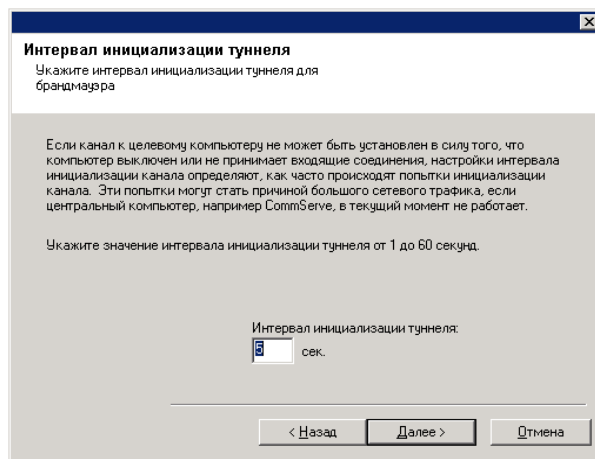 Интервал инициализации туннеля
Укажите интервал инициализации туннеля для
брандмауэра
Если канал к целевому компьютеру не может быть установлен в силу того, что
компьютер выключен или не принимает входящие соединения, настройки интервала
инициализации канала определяют, как часто происходят попытки инициализации
канала. Эти попытки могут стать причиной большого сетевого трафика, если
центральный компьютер, например CommServe, в текущий момент не работает.
Укажите значение интервала инициализации туннеля от 1 до 60 секунд.
Интервал инициализации туннеля:
5 сек.
< Назад Далее > Отмена